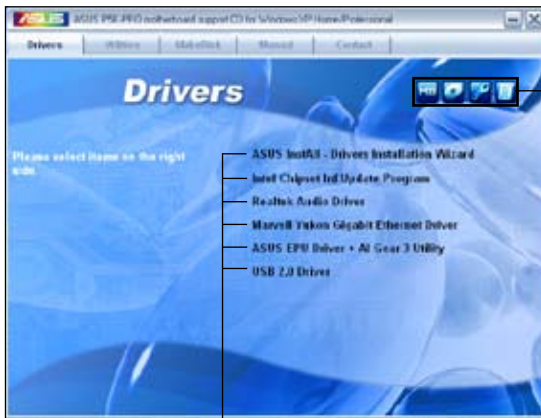 ASUS P5E-PRO motherboard support CD for Windows XP Home/Professional
Drivers Utilities MakeDisk Manual Contact
Drivers
Please select items on the right side.
ASUS InstAll - Drivers Installation Wizard
Intel Chipset Inf Update Program
Realtek Audio Driver
Marvell Yukon Gigabit Ethernet Driver
ASUS EPU Driver + AI Gear 3 Utility
USB 2.0 Driver